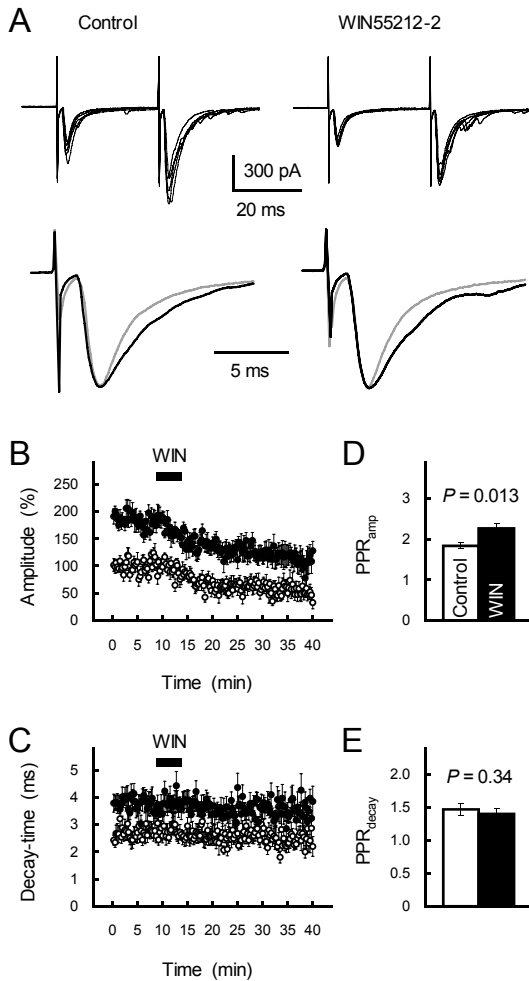 A
Control
WIN55212-2
300 pA
20 ms
5 ms
B
WIN
Amplitude (%)
250
200
150
100
50
0
0 5 10 15 20 25 30 35 40
Time (min)
D
PPRamp
P = 0.013
3
2
1
0
Control
WIN
C
WIN
Decay-time (ms)
5
4
3
2
1
0
0 5 10 15 20 25 30 35 40
Time (min)
E
PPRdecay
P = 0.34
2.0
1.5
1.0
0.5
0